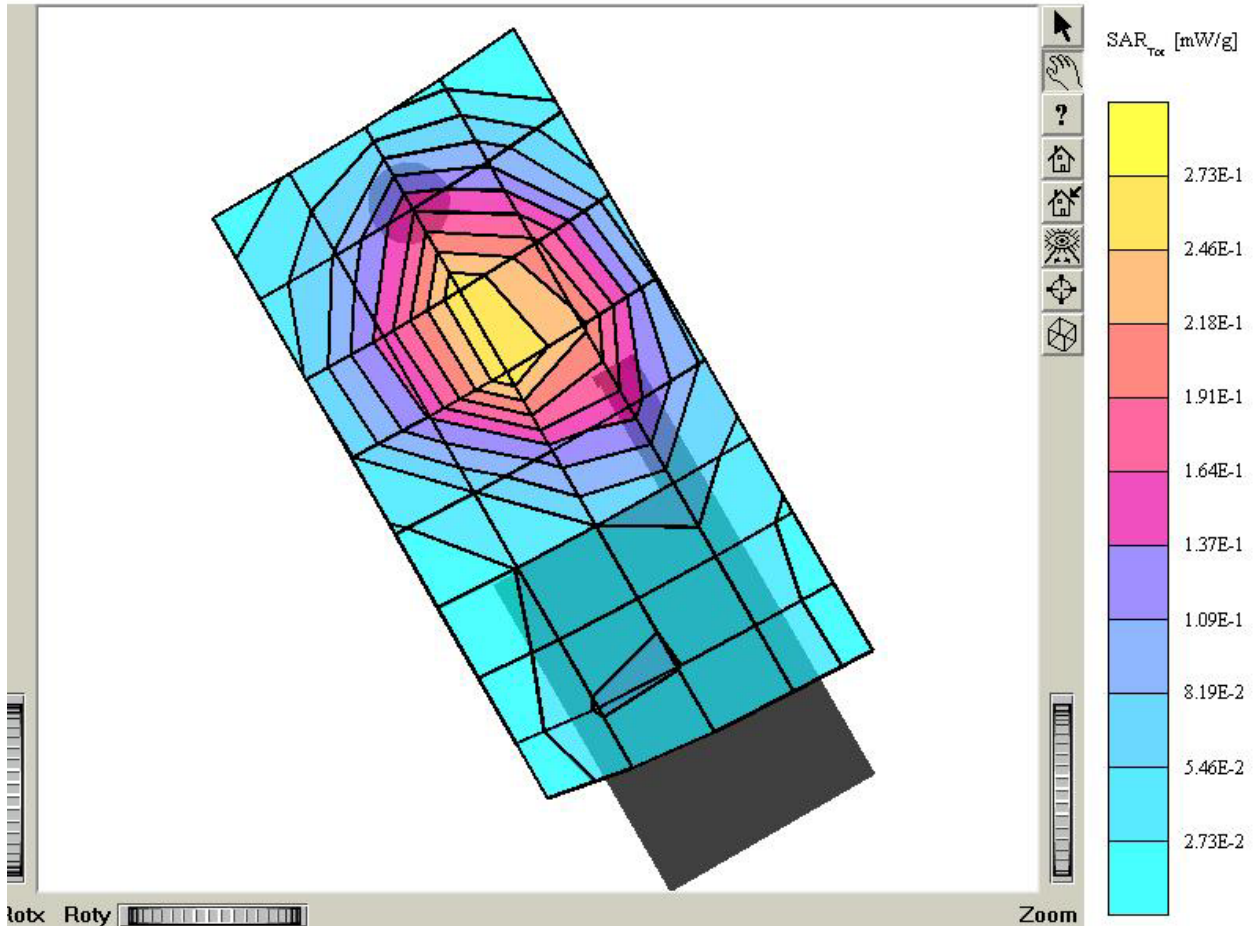 SAR_Tot [mW/g]
?
2.73E-1
2.46E-1
2.18E-1
1.91E-1
1.64E-1
1.37E-1
1.09E-1
8.19E-2
5.46E-2
2.73E-2
Rotx Roty Zoom